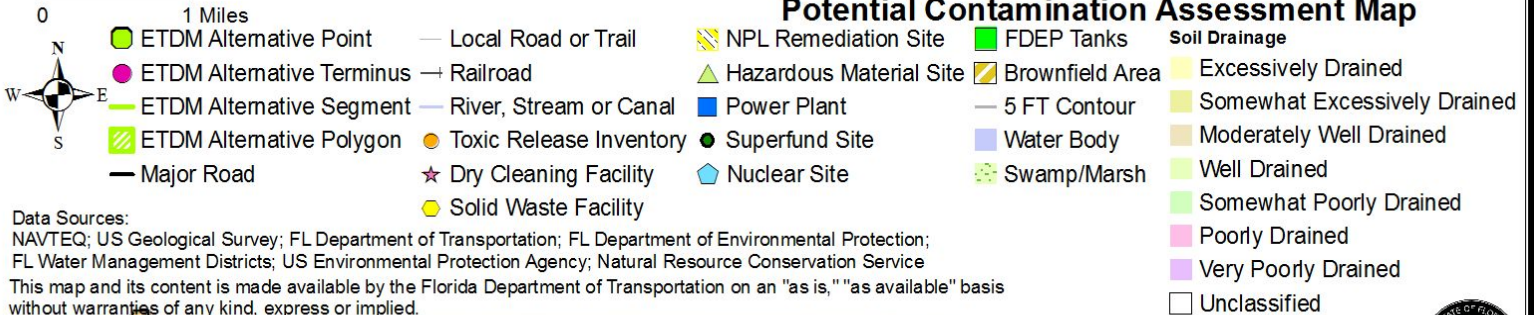 0 1 Miles
Potential Contamination Assessment Map
N
W E
S
ETDM Alternative Point
ETDM Alternative Terminus
ETDM Alternative Segment
ETDM Alternative Polygon
Major Road
Local Road or Trail
Railroad
River, Stream or Canal
Toxic Release Inventory
Dry Cleaning Facility
Solid Waste Facility
NPL Remediation Site
Hazardous Material Site
Power Plant
Superfund Site
Nuclear Site
FDEP Tanks
Brownfield Area
5 FT Contour
Water Body
Swamp/Marsh
Soil Drainage
Excessively Drained
Somewhat Excessively Drained
Moderately Well Drained
Well Drained
Somewhat Poorly Drained
Poorly Drained
Very Poorly Drained
Unclassified
Data Sources:
NAVTEQ; US Geological Survey; FL Department of Transportation; FL Department of Environmental Protection;
FL Water Management Districts; US Environmental Protection Agency; Natural Resource Conservation Service
This map and its content is made available by the Florida Department of Transportation on an "as is," "as available" basis
without warranties of any kind, express or implied.